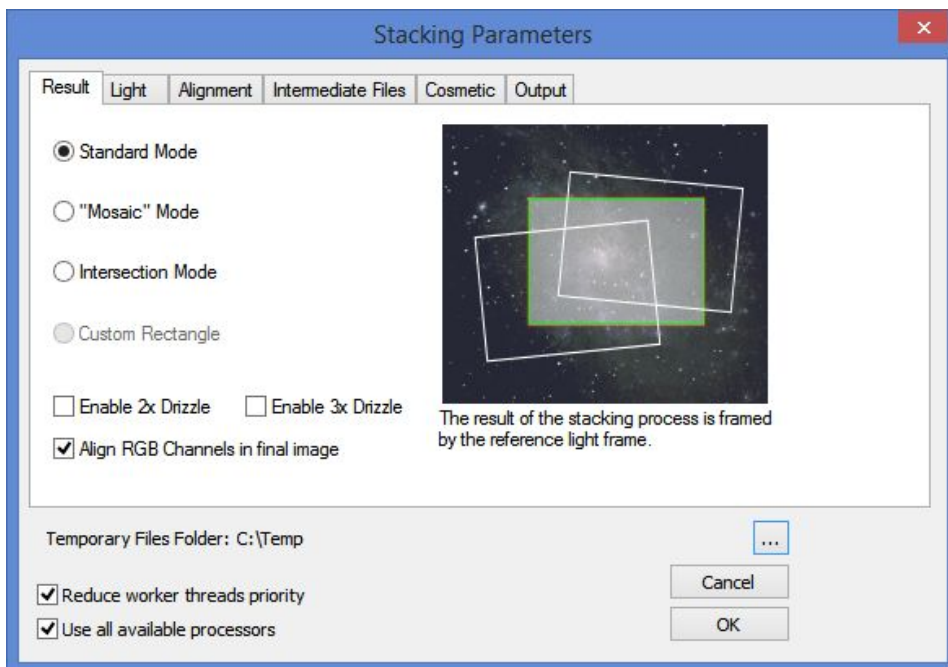 Stacking Parameters
Result Light Alignment Intermediate Files Cosmetic Output
Standard Mode
"Mosaic" Mode
Intersection Mode
Custom Rectangle
Enable 2x Drizzle Enable 3x Drizzle
Align RGB Channels in final image
The result of the stacking process is framed
by the reference light frame.
Temporary Files Folder: C:\Temp
...
Reduce worker threads priority
Use all available processors
Cancel
OK